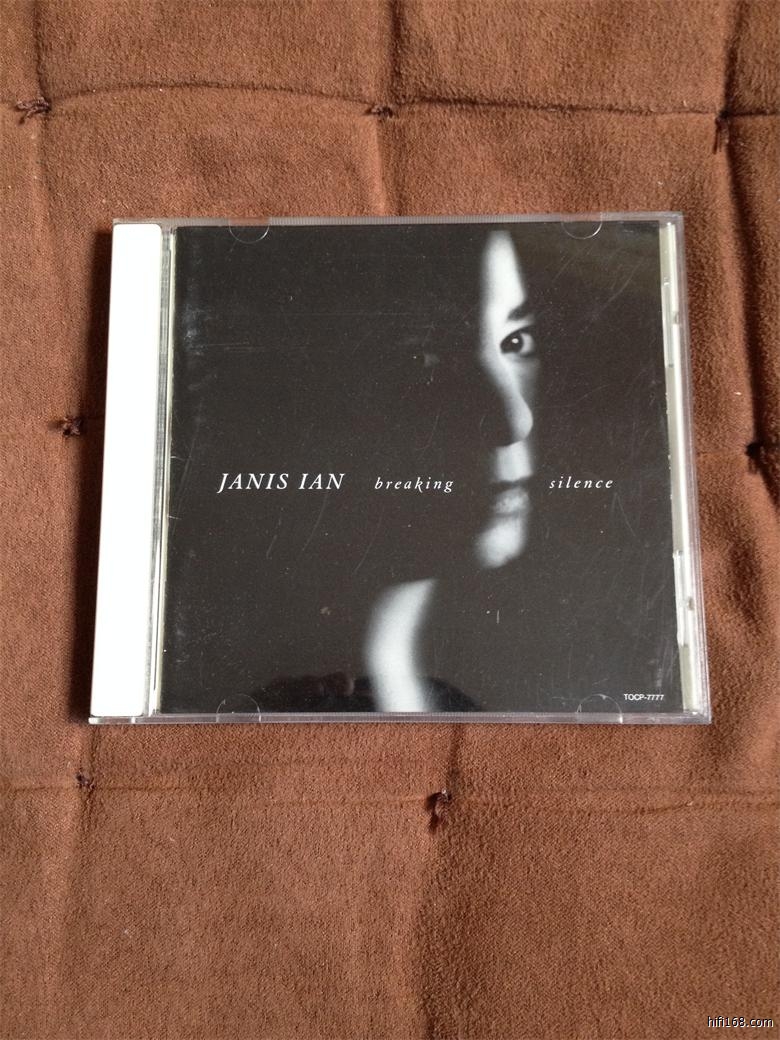 JANIS IAN breaking silence
TOCP-7777
hifi168.com